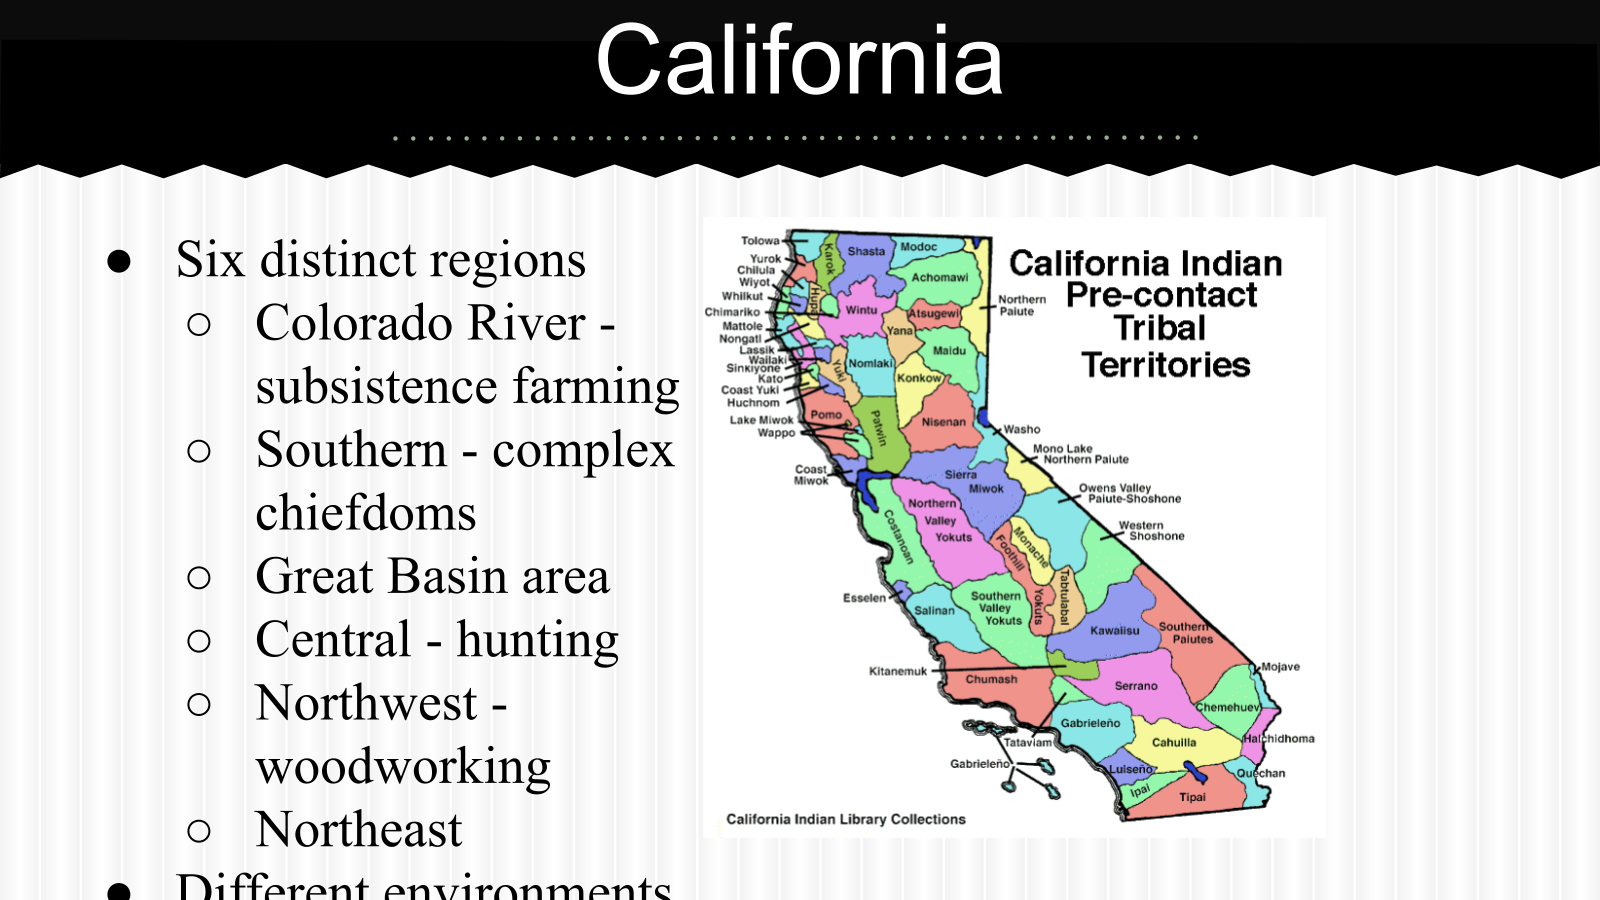 California
● Six distinct regions
○ Colorado River -
subsistence farming
○ Southern - complex
chiefdoms
○ Great Basin area
○ Central - hunting
○ Northwest -
woodworking
○ Northeast
● Different environments
California Indian
Pre-contact
Tribal
Territories
Tolowa
Yurok
Chilula
Wiyot
Whilkut
Chimariko
Mattole
Nongatl
Lassik
Wailaki
Sinkiyone
Kato
Coast Yuki
Huchnom
Lake Miwok
Wappo
Coast
Miwok
Karok
Shasta
Modoc
Achomawi
Hupa
Wintu
Atsugewi
Yana
Northern
Paiute
Maidu
Nomlaki
Yuki
Konkow
Pomo
Patwin
Nisenan
Washo
Mono Lake
Northern Paiute
Sierra
Miwok
Owens Valley
Paiute-Shoshone
Northern
Valley
Yokuts
Costanoan
Western
Shoshone
Monache
Foothill
Yokuts
Tabtulabal
Esselen
Salinan
Southern
Valley
Yokuts
Kawaiisu
Southern
Paiutes
Kitanemuk
Chumash
Serrano
Mojave
Chemehuevi
Gabrieleño
Tataviam
Cahuilla
Halchidhoma
Gabrieleño
Luiseño
Quechan
Ipai
Tipai
California Indian Library Collections